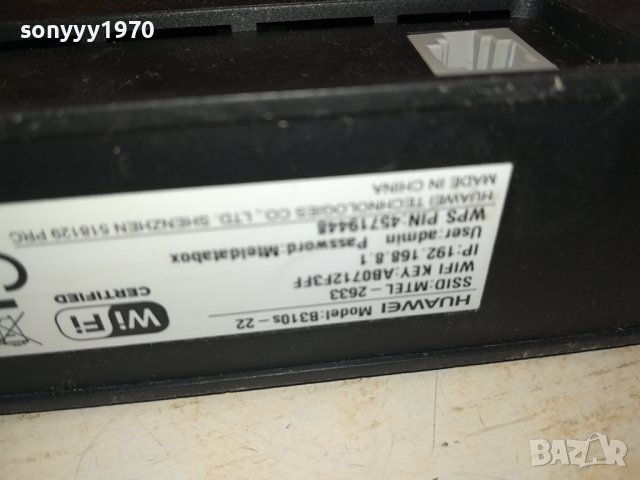 sonyyy1970
HUAWEI Model:B310s-22
SSID:MTEL-2633
WIFI KEY:AB0712F3FF
IP:192.168.8.1
User:admin Password:Mteldatabox
WPS PIN:45719448
HUAWEI TECHNOLOGIES CO., LTD. SHENZHEN 518129 PRC
MADE IN CHINA
WiFi
CERTIFIED
BAZAR